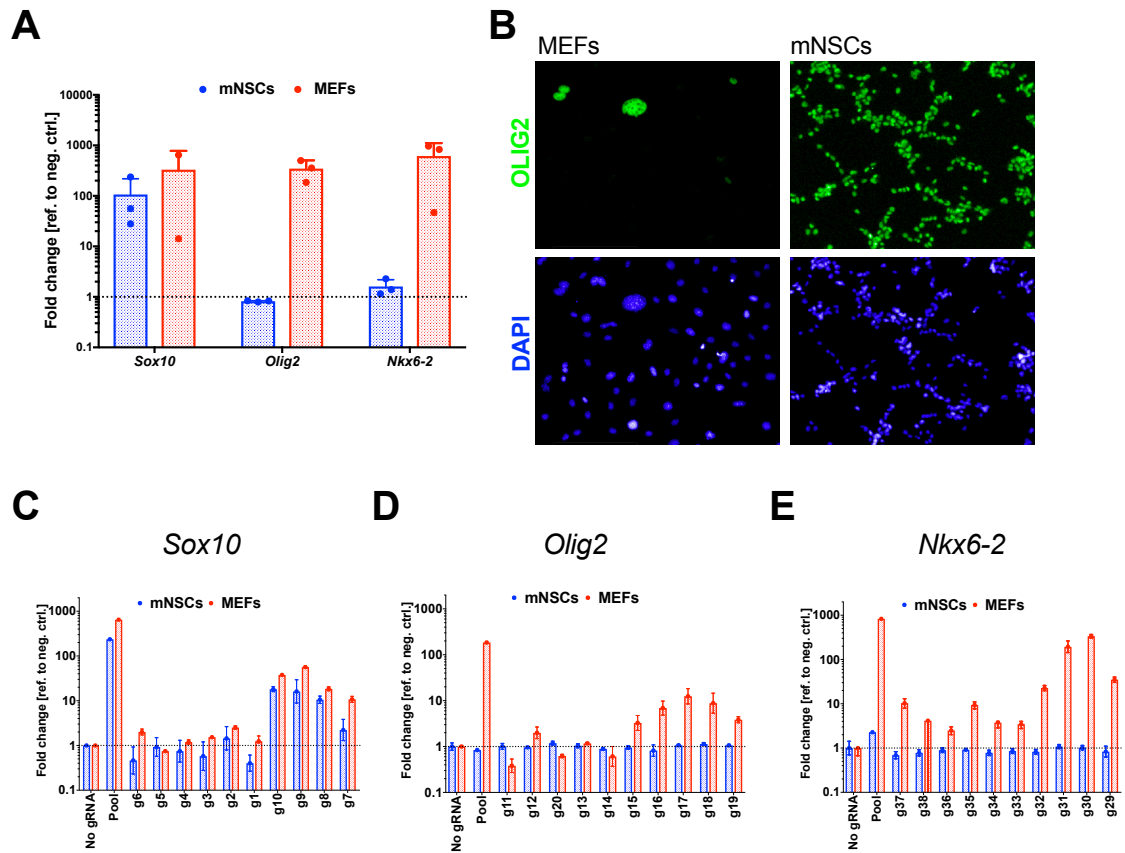 A
mNSCs MEFs
Fold change [ref. to neg. ctrl.]
10000
1000
100
10
1
0.1
Sox10 Olig2 Nkx6-2
B
MEFs mNSCs
OLIG2
DAPI
C
Sox10
mNSCs MEFs
Fold change [ref. to neg. ctrl.]
1000
100
10
1
0.1
No gRNA Pool g6 g5 g4 g3 g2 g1 g10 g9 g8 g7
D
Olig2
mNSCs MEFs
Fold change [ref. to neg. ctrl.]
1000
100
10
1
0.1
No gRNA Pool g11 g12 g20 g13 g14 g15 g16 g17 g18 g19
E
Nkx6-2
mNSCs MEFs
Fold change [ref. to neg. ctrl.]
1000
100
10
1
0.1
No gRNA Pool g37 g38 g36 g35 g34 g33 g32 g31 g30 g29